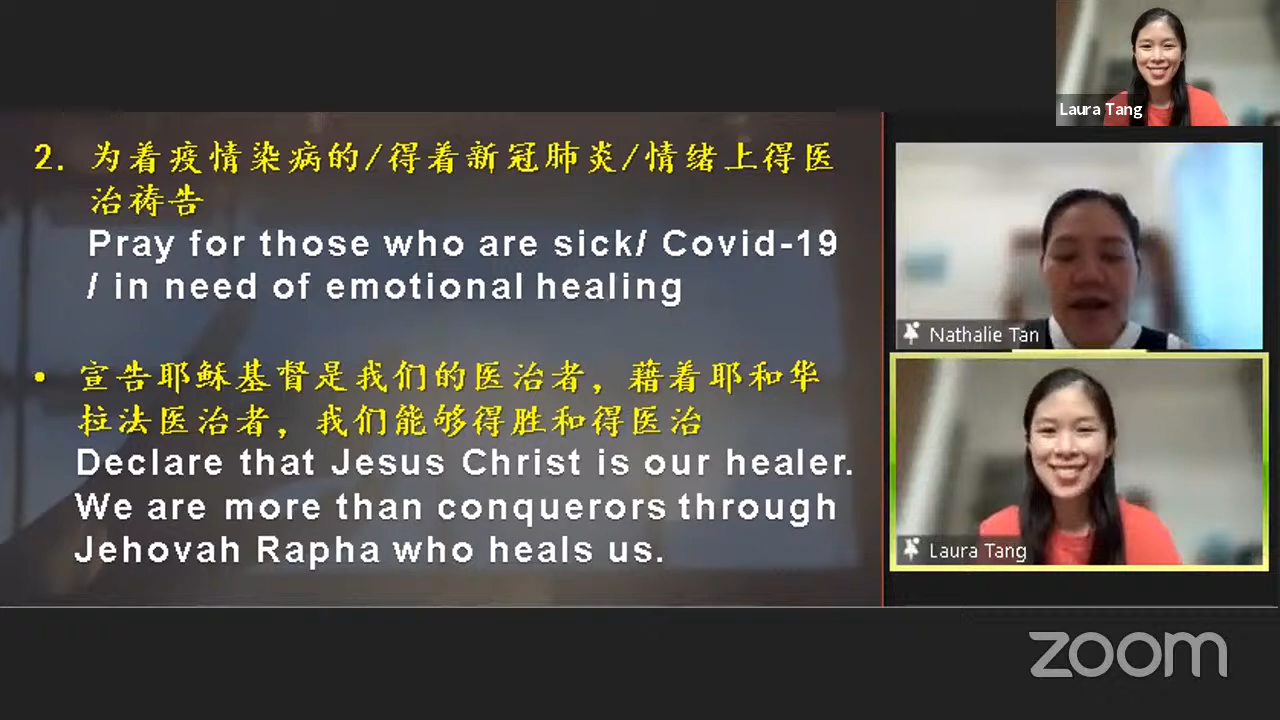 Laura Tang
2. 为着疫情染病的/得着新冠肺炎/情绪上得医
治祷告
Pray for those who are sick/ Covid-19
/ in need of emotional healing
• 宣告耶稣基督是我们的医治者，藉着耶和华
拉法医治者，我们能够得胜和得医治
Declare that Jesus Christ is our healer.
We are more than conquerors through
Jehovah Rapha who heals us.
Nathalie Tan
Laura Tang
zoom